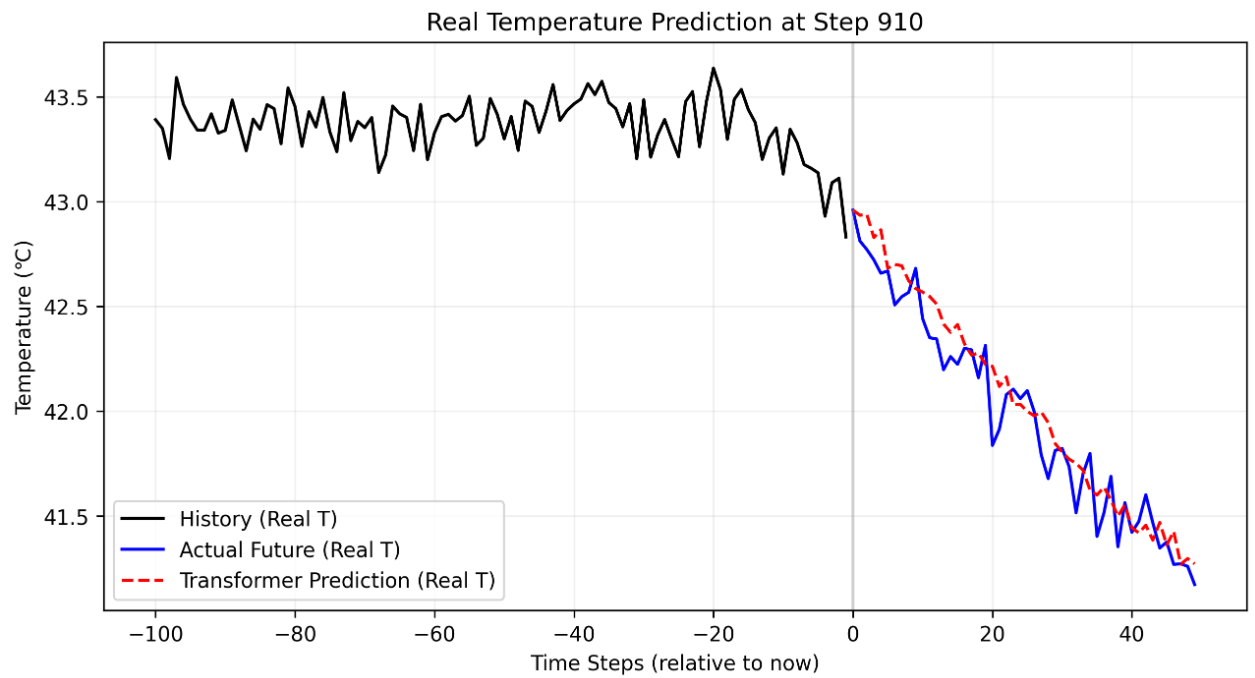 Real Temperature Prediction at Step 910
Temperature (°C)
43.5
43.0
42.5
42.0
41.5
History (Real T)
Actual Future (Real T)
Transformer Prediction (Real T)
−100
−80
−60
−40
−20
0
20
40
Time Steps (relative to now)